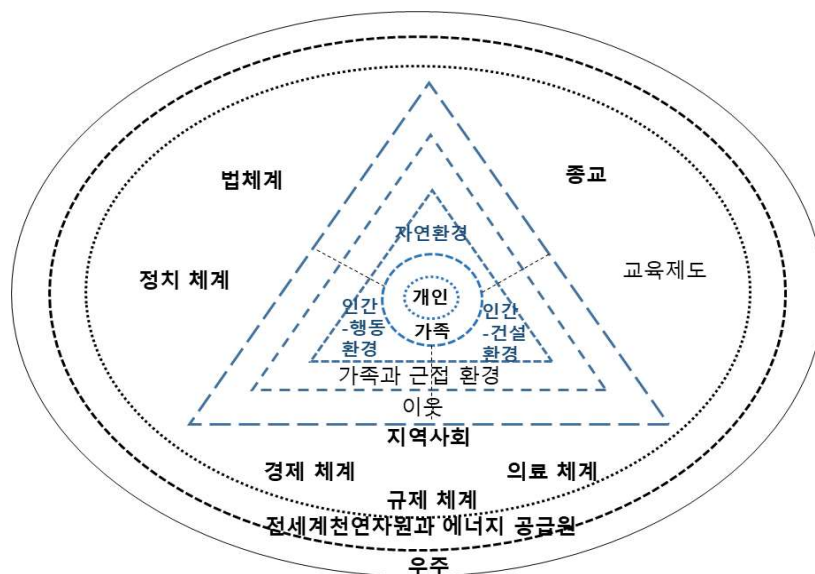 법체계
종교
자연환경
정치 체계
교육제도
개인
인간
-행동
환경
가족
인간
-건설
환경
가족과 근접 환경
이웃
지역사회
경제 체계
의료 체계
규제 체계
전세계천연자원과 에너지 공급원
우주